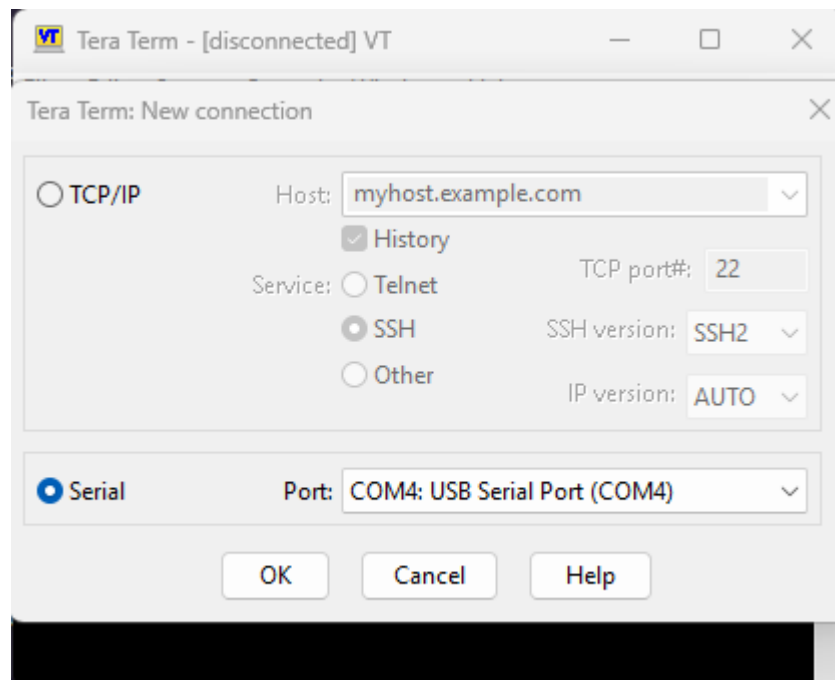 VT Tera Term - [disconnected] VT
Tera Term: New connection
TCP/IP
Host: myhost.example.com
History
Service: Telnet
TCP port#: 22
SSH
SSH version: SSH2
Other
IP version: AUTO
Serial
Port: COM4: USB Serial Port (COM4)
OK Cancel Help